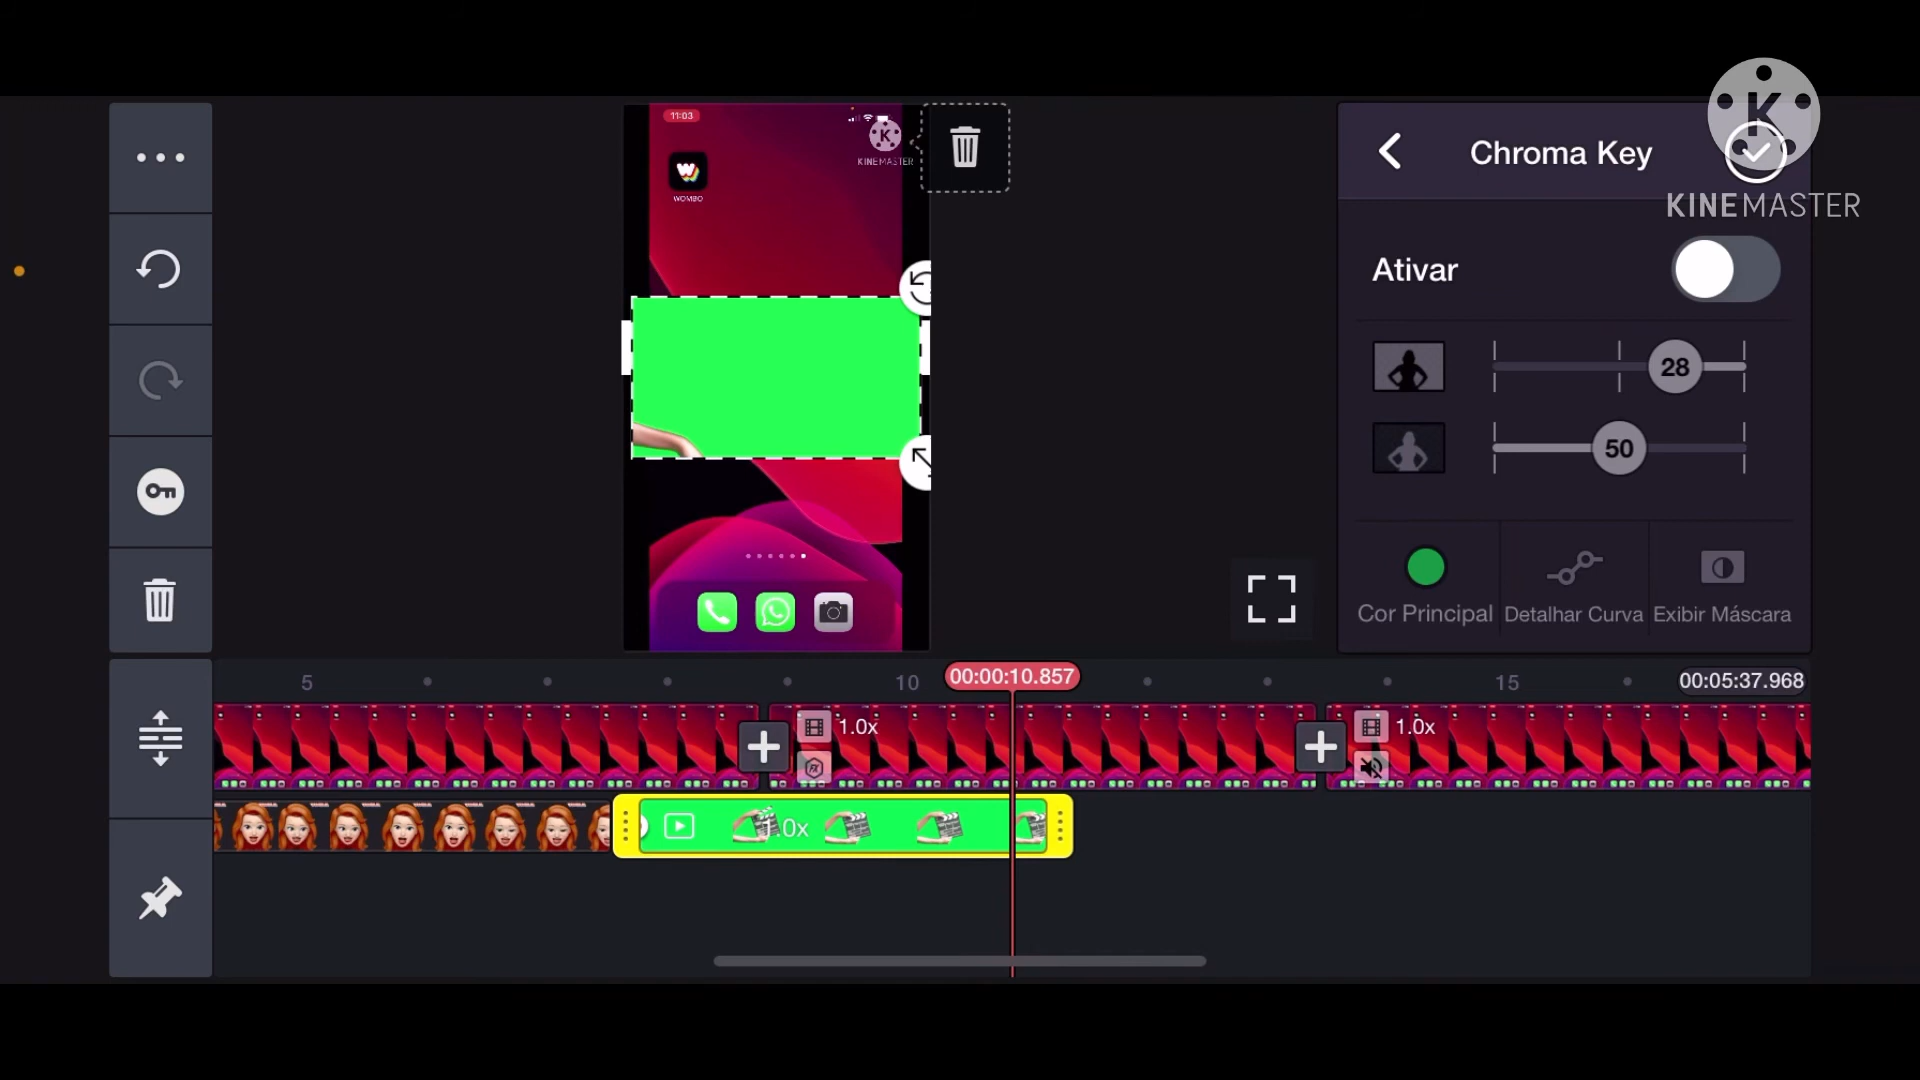 11:03
KINEMASTER
WOMBO
Chroma Key
KINEMASTER
Ativar
28
50
Cor Principal
Detalhar Curva
Exibir Máscara
5
10
00:00:10.857
15
00:05:37.968
1.0x
1.0x
.0x